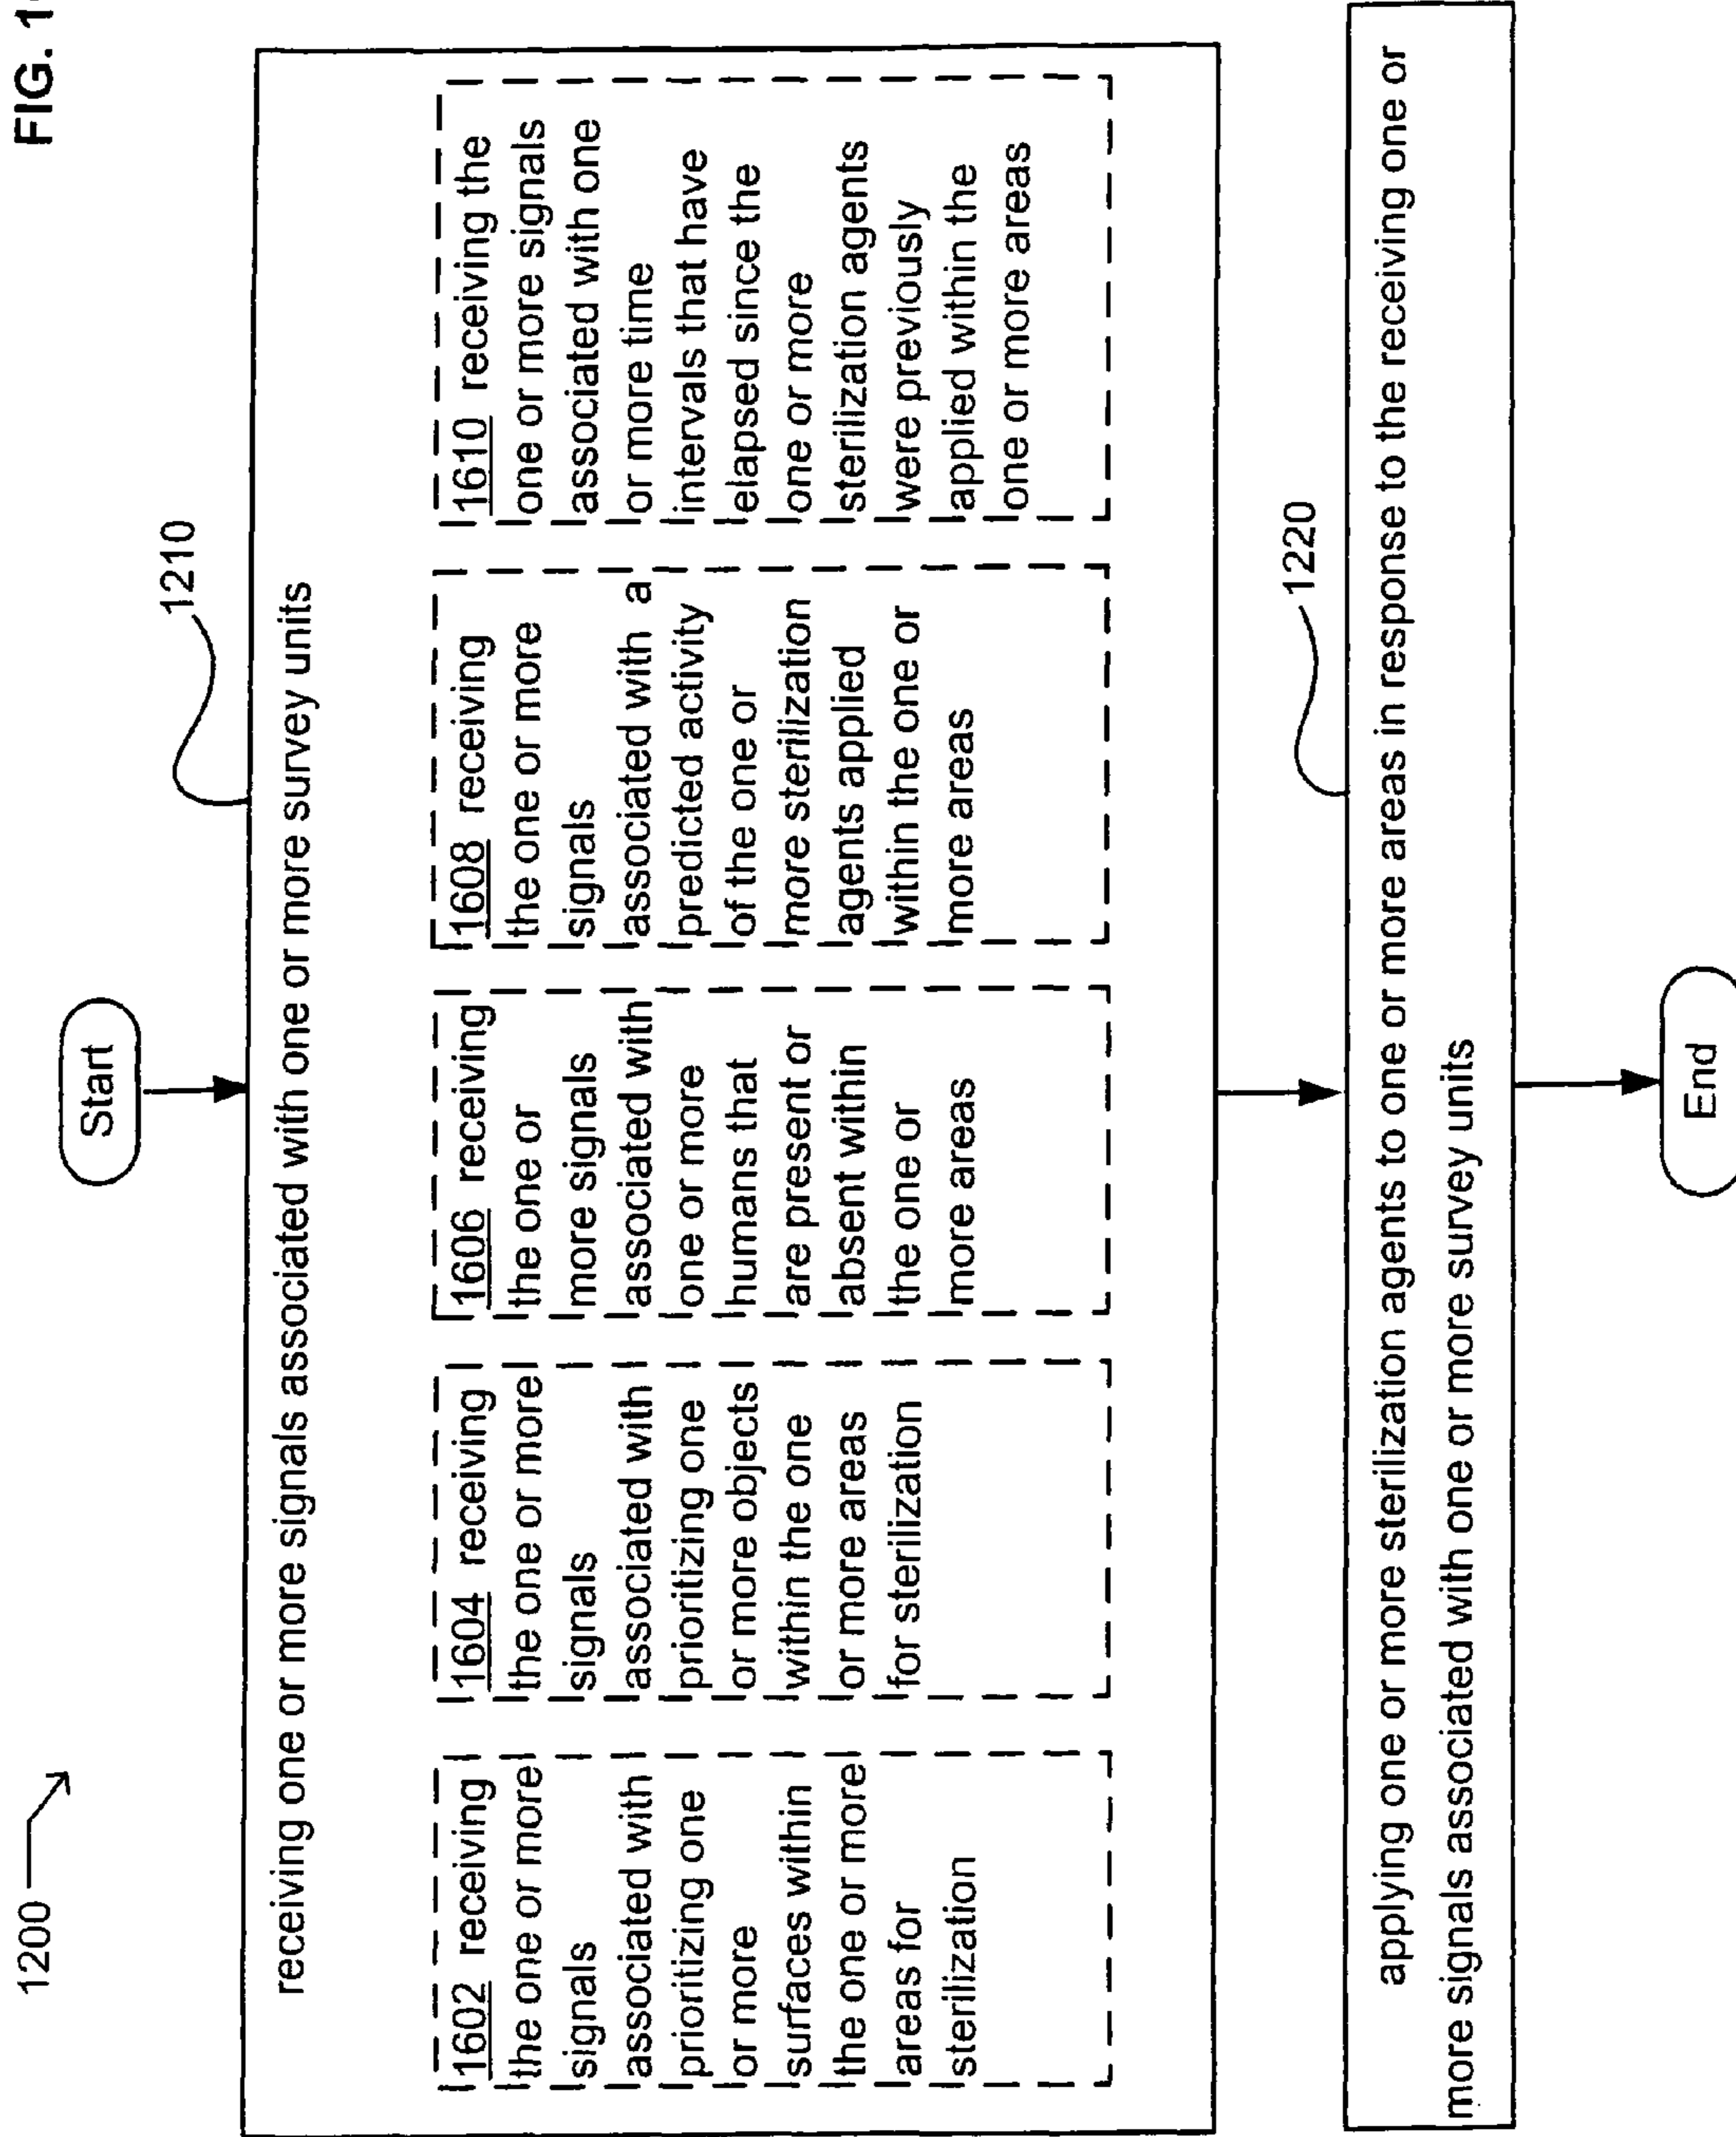 FIG. 1
1200
Start
1210
receiving one or more signals associated with one or more survey units
1602 receiving
the one or more
signals
associated with
prioritizing one
or more
surfaces within
the one or more
areas for
sterilization
1604 receiving
the one or more
signals
associated with
prioritizing one
or more objects
within the one
or more areas
for sterilization
1606 receiving
the one or
more signals
associated with
one or more
humans that
are present or
absent within
the one or
more areas
1608 receiving
the one or more
signals
associated with a
predicted activity
of the one or
more sterilization
agents applied
within the one or
more areas
1610 receiving the
one or more signals
associated with one
or more time
intervals that have
elapsed since the
one or more
sterilization agents
were previously
applied within the
one or more areas
1220
applying one or more sterilization agents to one or more areas in response to the receiving one or
more signals associated with one or more survey units
End